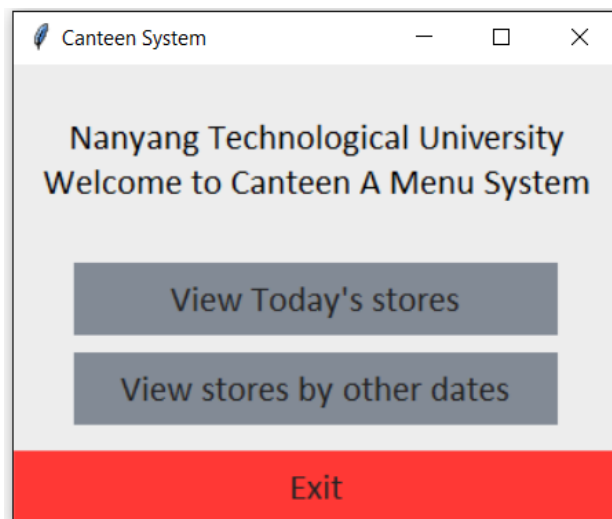 Canteen System
Nanyang Technological University
Welcome to Canteen A Menu System
View Today's stores
View stores by other dates
Exit